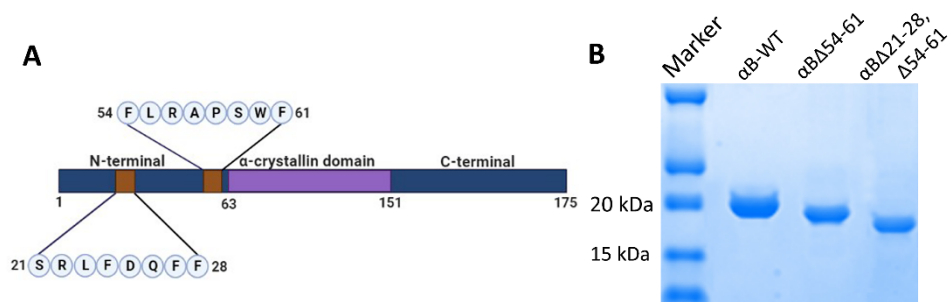 A
54 F L R A P S W F 61
N-terminal α-crystallin domain C-terminal
1 63 151 175
21 S R L F D Q F F 28
B
Marker αB-WT αBΔ54-61 αBΔ21-28,
Δ54-61
20 kDa
15 kDa